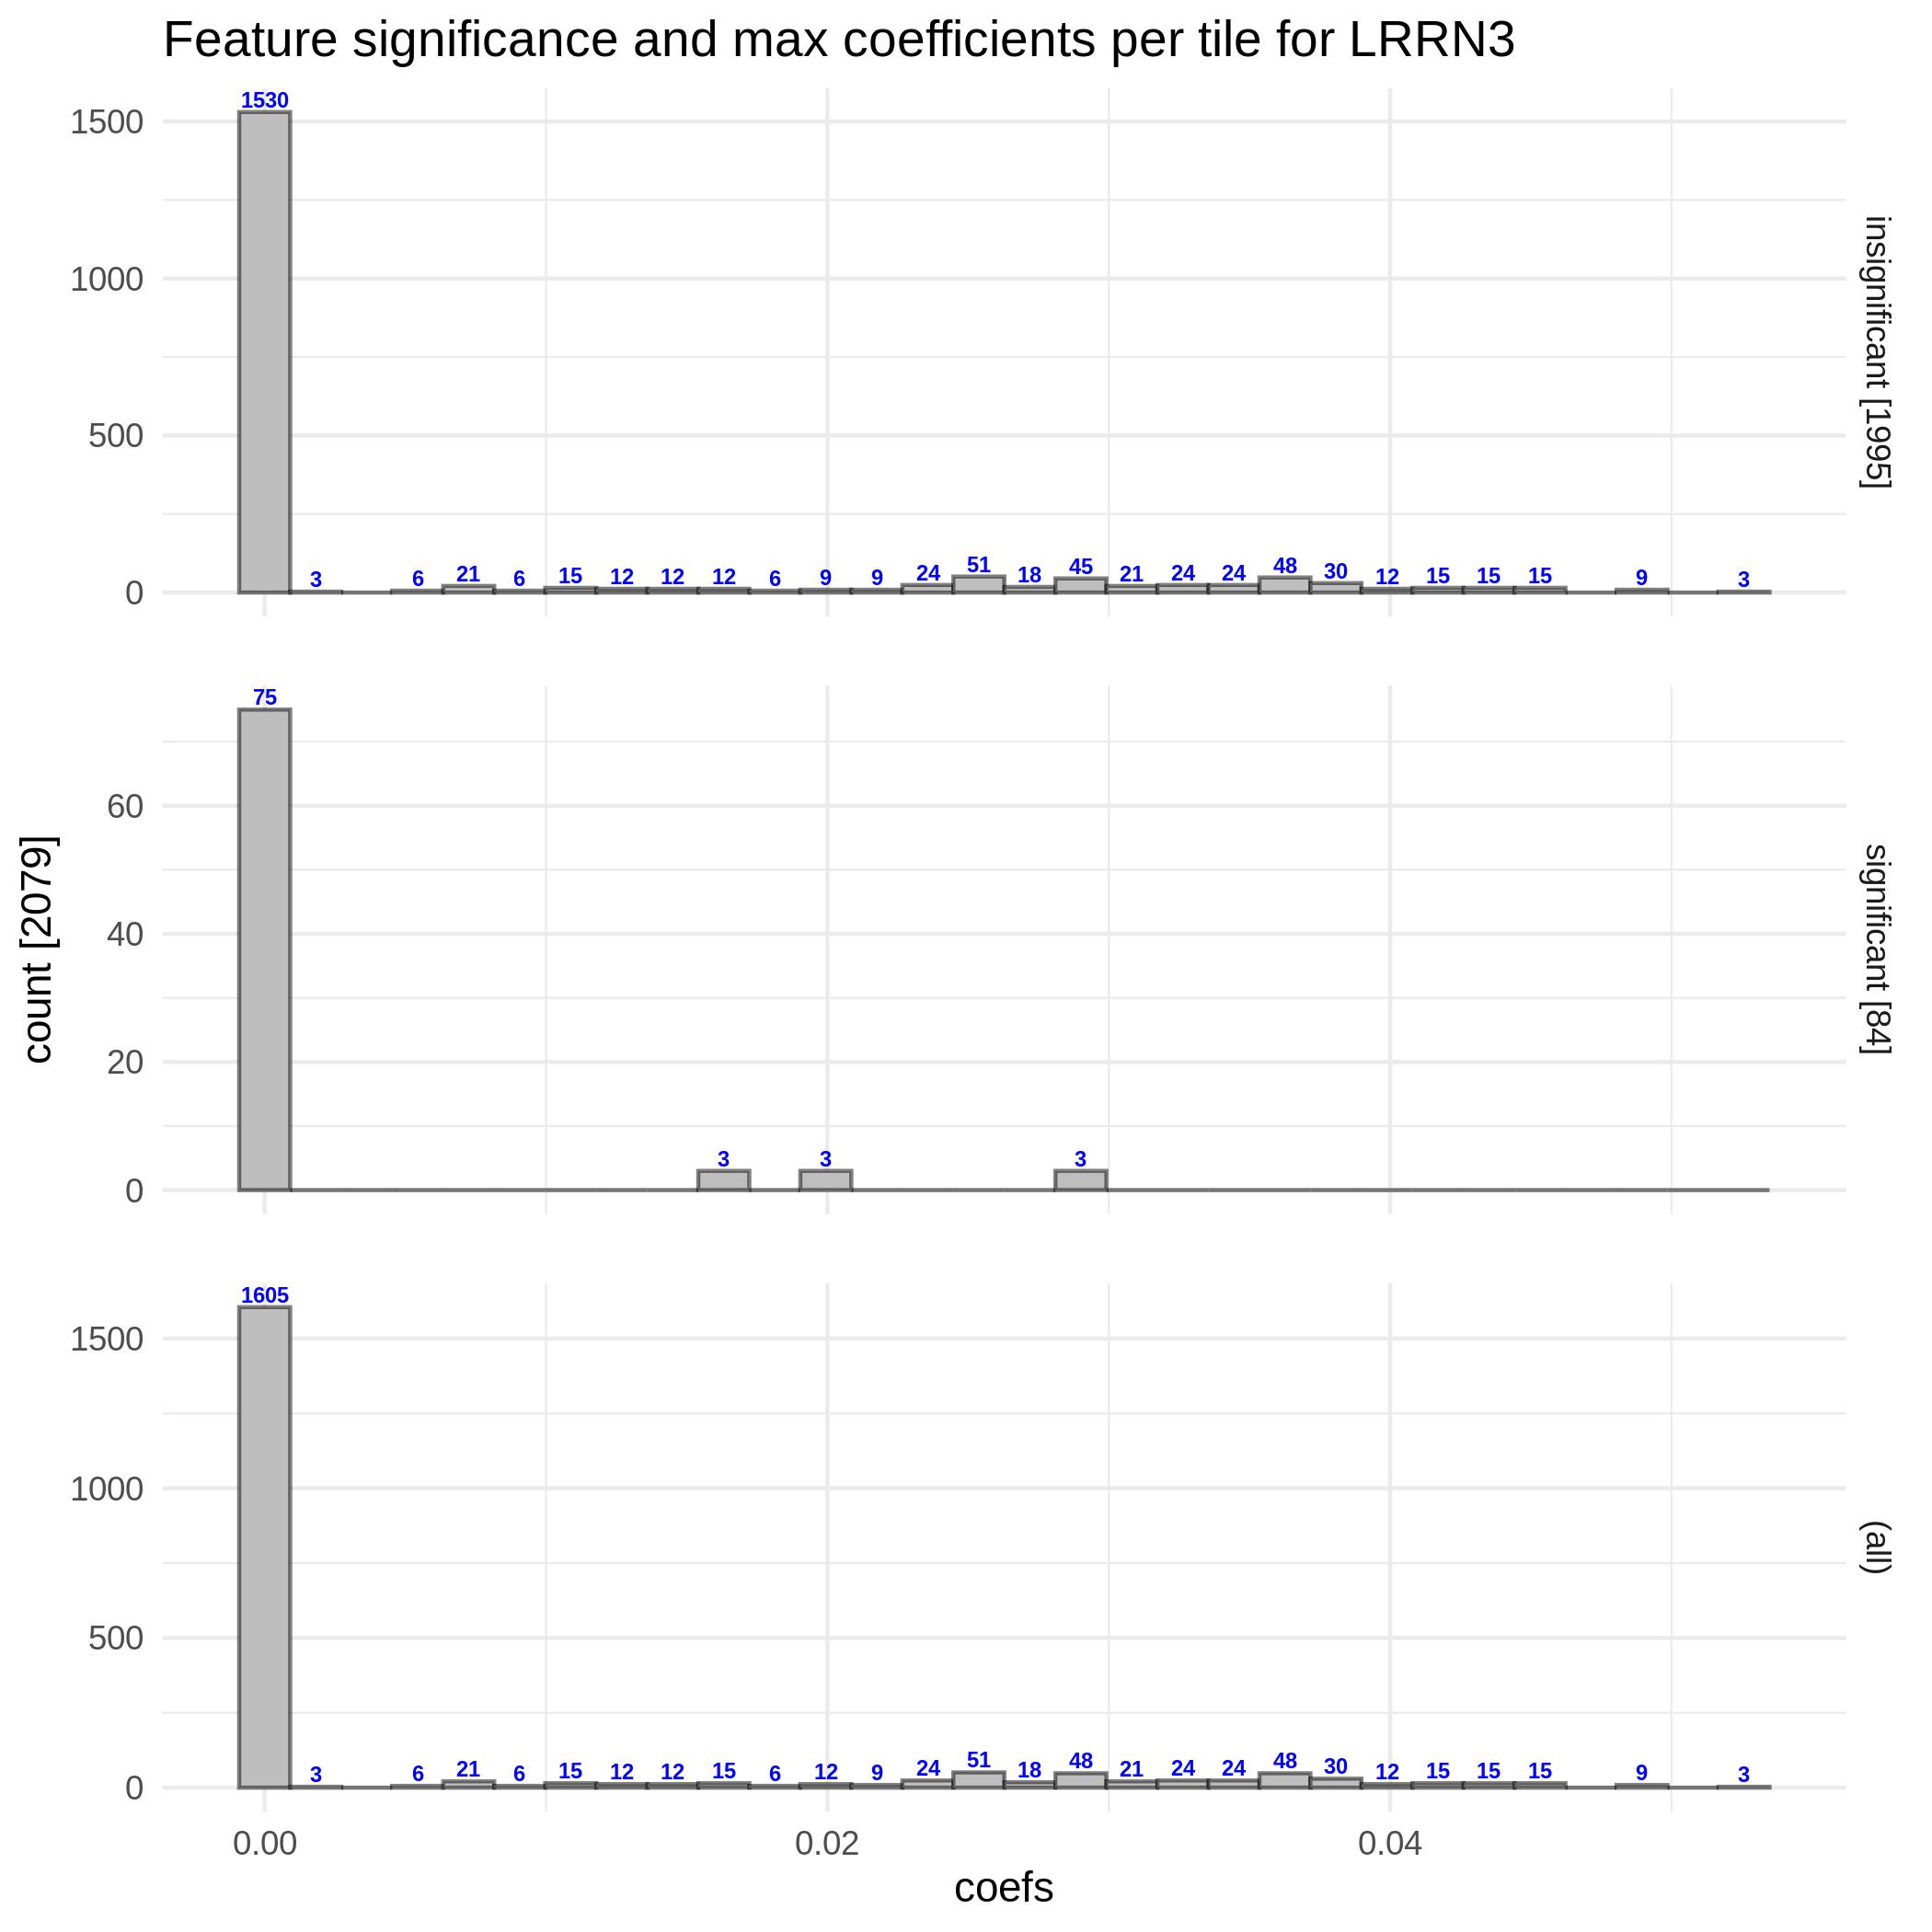 Feature significance and max coefficients per tile for LRRN3
1530
1500
1000
500
0
3 6 21 6 15 12 12 12 6 9 9 24 51 18 45 21 24 24 48 30 12 15 15 15 9 3
insignificant [1995]
75
60
40
20
0
3 3 3
significant [84]
count [2079]
1605
1500
1000
500
0
3 6 21 6 15 12 12 15 6 12 9 24 51 18 48 21 24 24 48 30 12 15 15 15 9 3
(all)
0.00 0.02 0.04
coefs